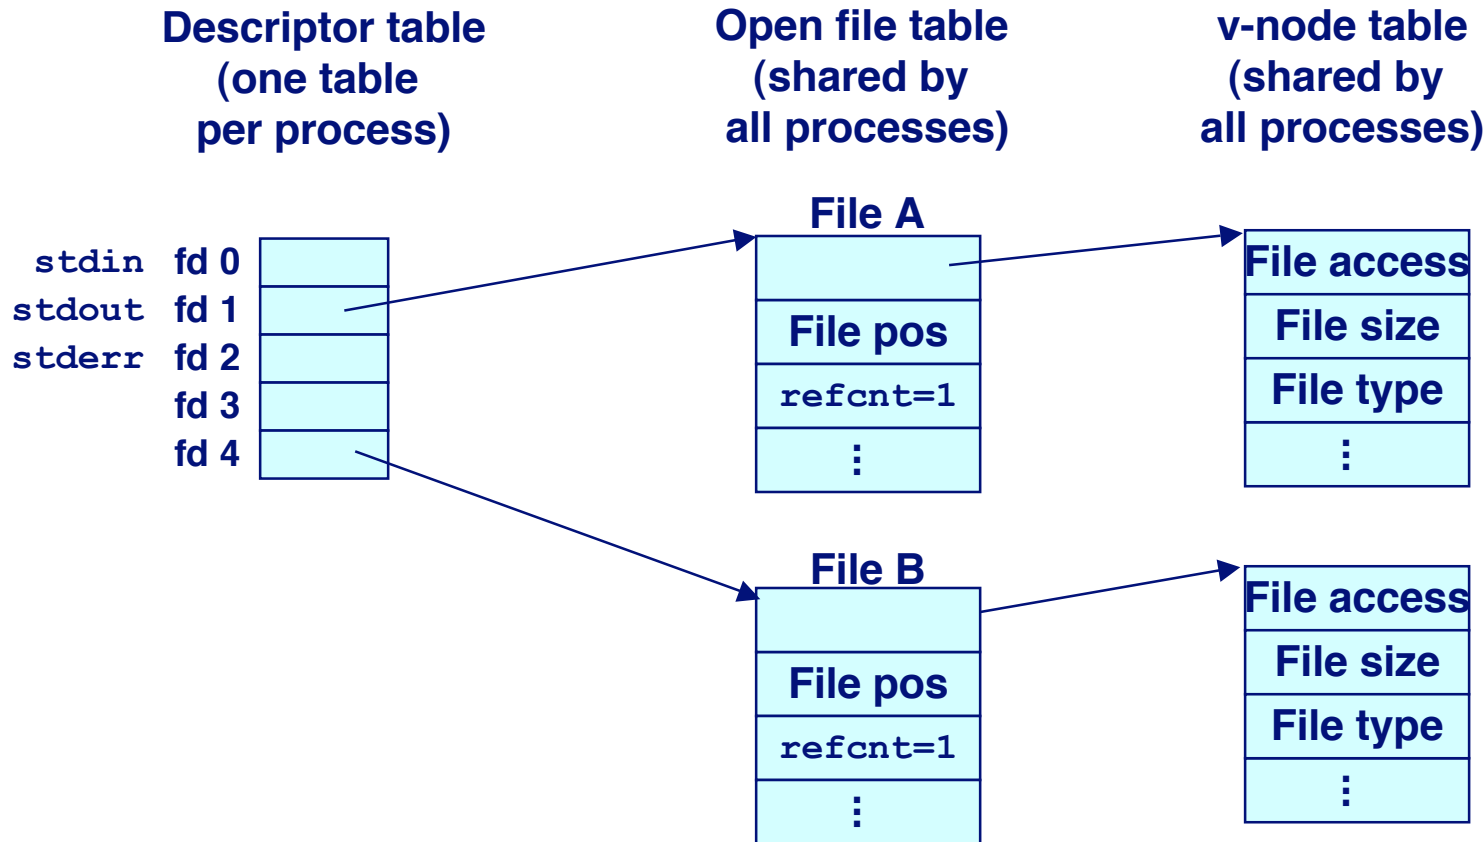 Descriptor table
(one table
per process)
Open file table
(shared by
all processes)
v-node table
(shared by
all processes)
stdin fd 0
stdout fd 1
stderr fd 2
fd 3
fd 4
File A
File pos
refcnt=1
⋮
File access
File size
File type
⋮
File B
File pos
refcnt=1
⋮
File access
File size
File type
⋮